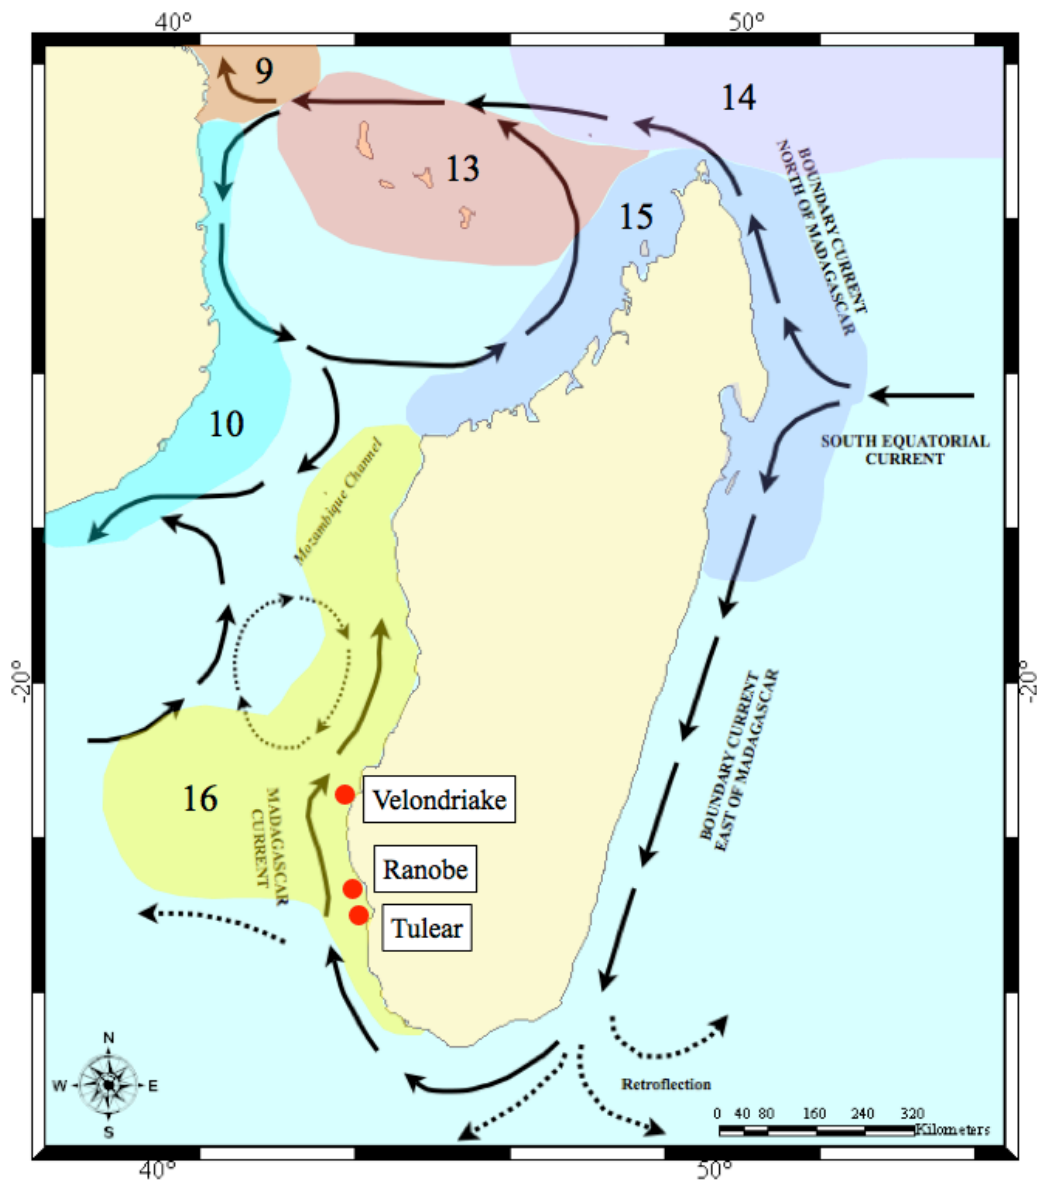 40°
50°
9
14
13
BOUNDARY CURRENT
NORTH OF MADAGASCAR
15
10
SOUTH EQUATORIAL
CURRENT
Mozambique Channel
-20°
-20°
BOUNDARY CURRENT
EAST OF MADAGASCAR
16
MADAGASCAR
CURRENT
Velondriake
Ranobe
Tulear
N
W
E
S
Retroflection
0 40 80 160 240 320
Kilometers
40°
50°